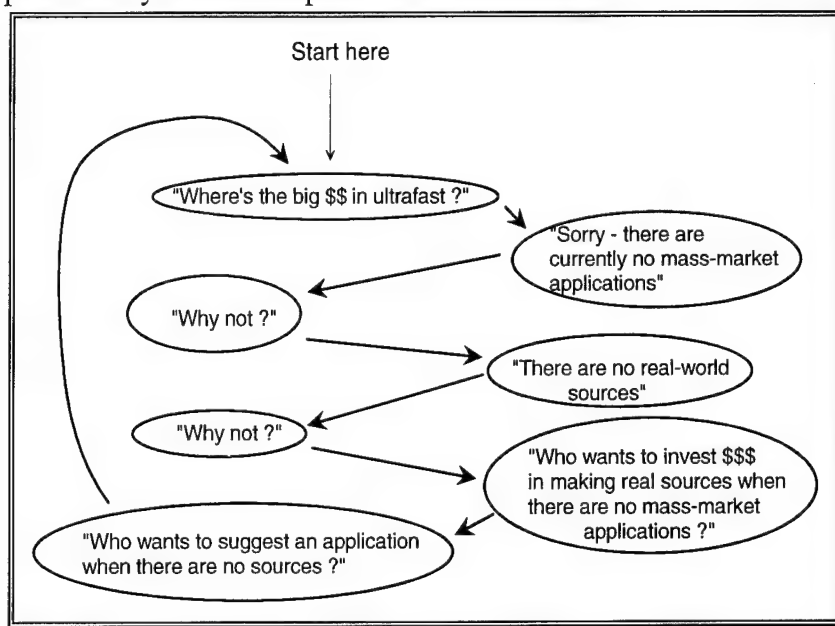 Start here
"Where's the big $$ in ultrafast ?"
"Sorry - there are
currently no mass-market
applications"
"Why not ?"
"There are no real-world
sources"
"Why not ?"
"Who wants to invest $$$
in making real sources when
there are no mass-market
applications ?"
"Who wants to suggest an application
when there are no sources ?"